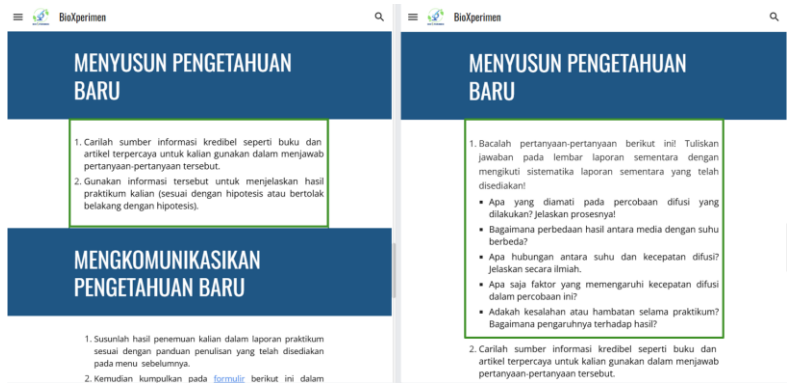 BioXperimen
MENYUSUN PENGETAHUAN
BARU
1. Carilah sumber informasi kredibel seperti buku dan
artikel terpercaya untuk kalian gunakan dalam menjawab
pertanyaan-pertanyaan tersebut.
2. Gunakan informasi tersebut untuk menjelaskan hasil
praktikum kalian (sesuai dengan hipotesis atau bertolak
belakang dengan hipotesis).
MENGKOMUNIKASIKAN
PENGETAHUAN BARU
1. Susunlah hasil penemuan kalian dalam laporan praktikum
sesuai dengan panduan penulisan yang telah disediakan
pada menu sebelumnya.
2. Kemudian kumpulkan pada formulir berikut ini dalam
BioXperimen
MENYUSUN PENGETAHUAN
BARU
1. Bacalah pertanyaan-pertanyaan berikut ini! Tuliskan
jawaban pada lembar laporan sementara dengan
mengikuti sistematika laporan sementara yang telah
disediakan!
▪ Apa yang diamati pada percobaan difusi yang
dilakukan? Jelaskan prosesnya!
▪ Bagaimana perbedaan hasil antara media dengan suhu
berbeda?
▪ Apa hubungan antara suhu dan kecepatan difusi?
Jelaskan secara ilmiah.
▪ Apa saja faktor yang memengaruhi kecepatan difusi
dalam percobaan ini?
▪ Adakah kesalahan atau hambatan selama praktikum?
Bagaimana pengaruhnya terhadap hasil?
2. Carilah sumber informasi kredibel seperti buku dan
artikel terpercaya untuk kalian gunakan dalam menjawab
pertanyaan-pertanyaan tersebut.